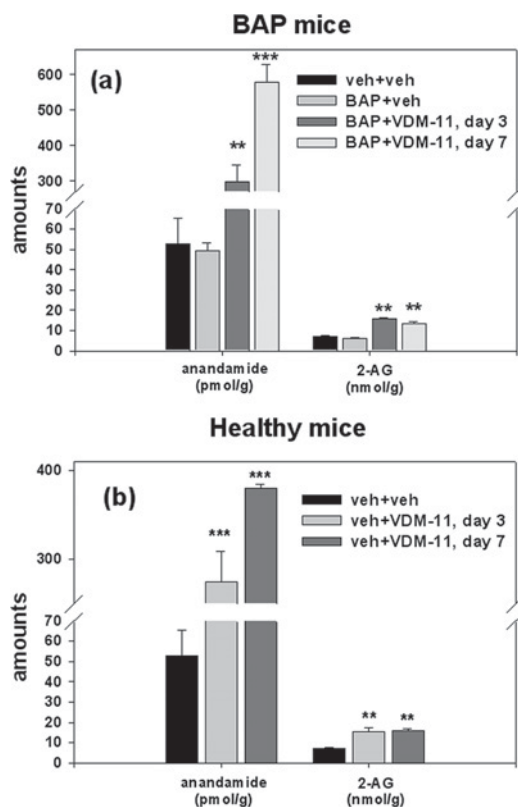 BAP mice
(a)
veh+veh
BAP+veh
BAP+VDM-11, day 3
BAP+VDM-11, day 7
***
**
** **
amounts
600
500
400
300
70
60
50
40
30
20
10
0
anandamide
(pmol/g)
2-AG
(nmol/g)
Healthy mice
(b)
veh+veh
veh+VDM-11, day 3
veh+VDM-11, day 7
***
***
** **
amounts
400
300
70
60
50
40
30
20
10
0
anandamide
(pmol/g)
2-AG
(nmol/g)